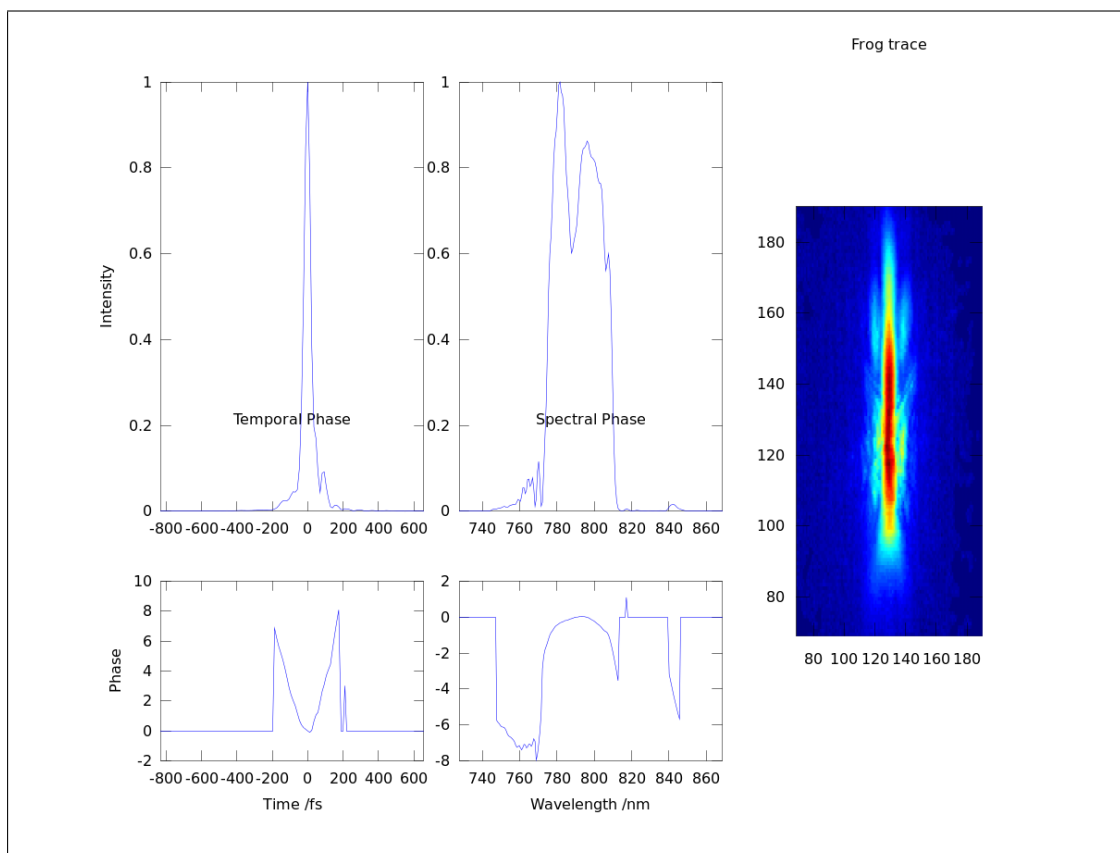 Frog trace
1
0.8
0.6
0.4
0.2
0
Intensity
Temporal Phase
-800 -600 -400 -200 0 200 400 600
1
0.8
0.6
0.4
0.2
0
Spectral Phase
740 760 780 800 820 840 860
180
160
140
120
100
80
80 100 120 140 160 180
10
8
6
4
2
0
-2
Phase
-800 -600 -400 -200 0 200 400 600
Time /fs
2
0
-2
-4
-6
-8
740 760 780 800 820 840 860
Wavelength /nm